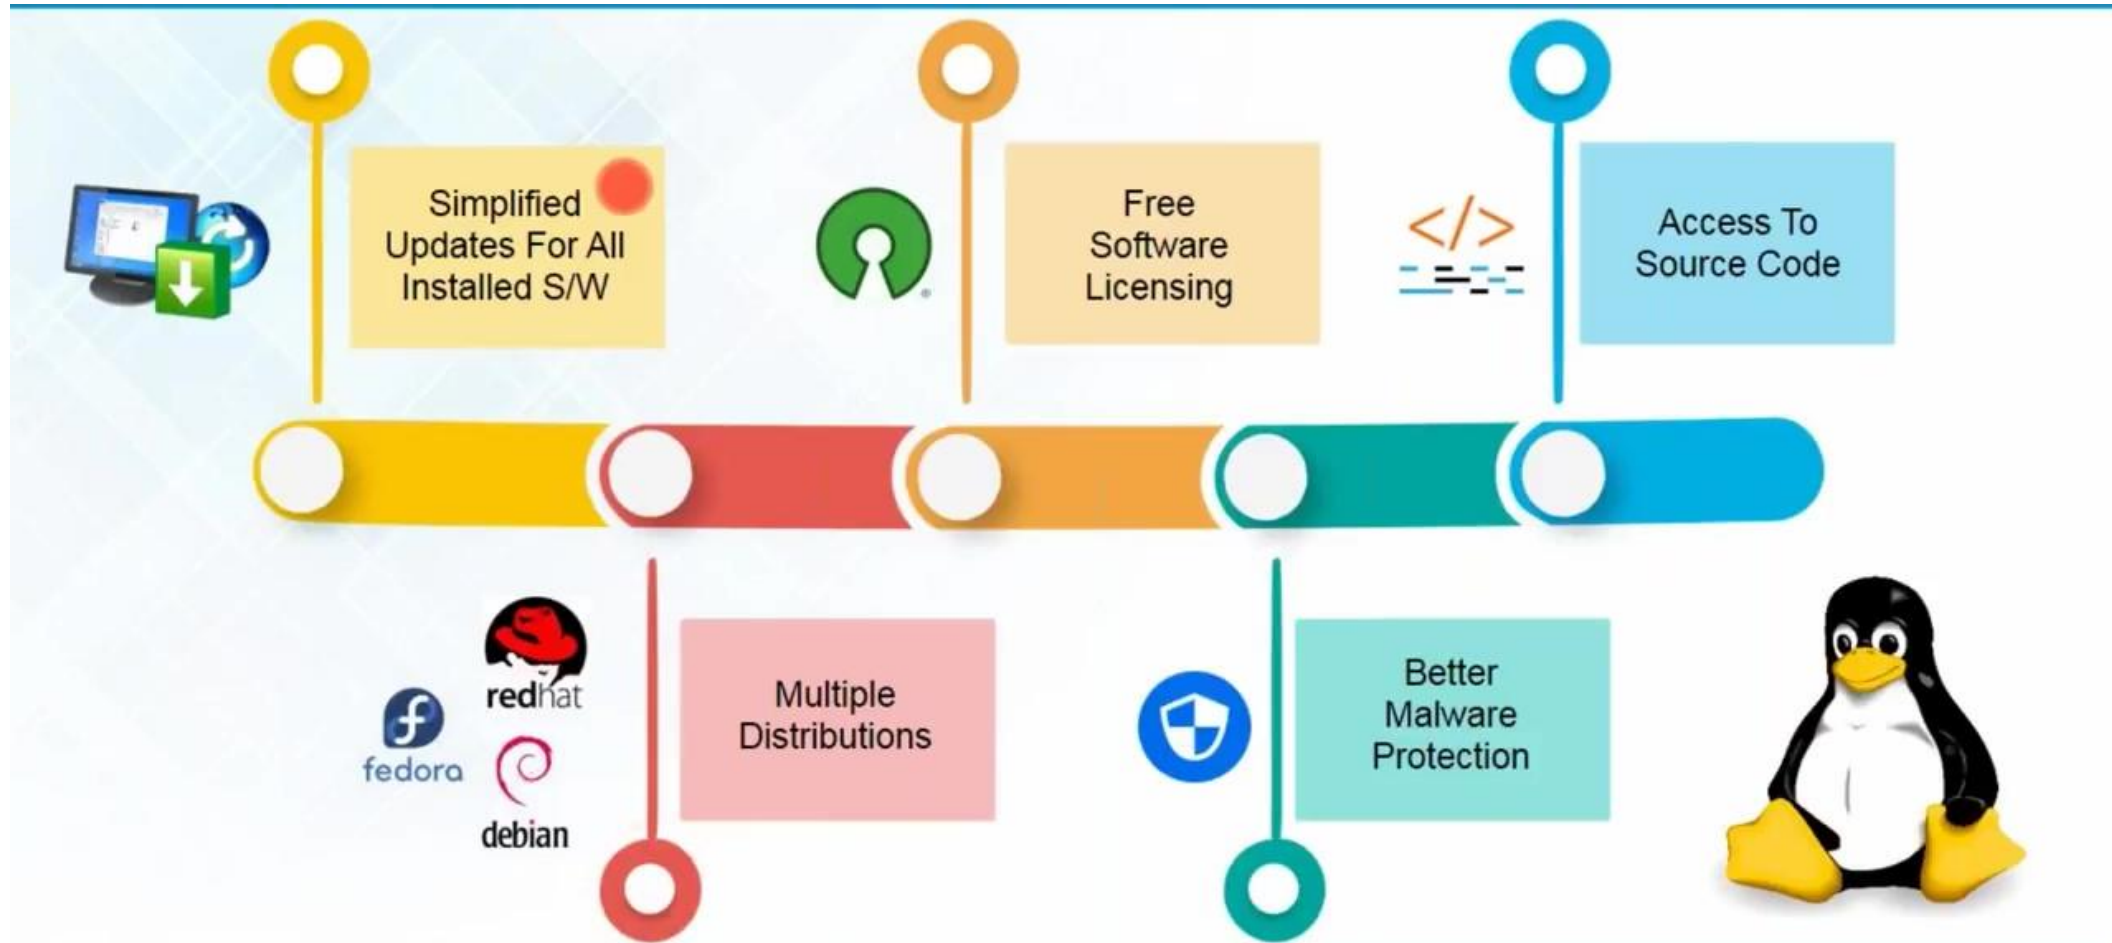 Simplified
Updates For All
Installed S/W
Free
Software
Licensing
</>
Access To
Source Code
redhat
fedora
debian
Multiple
Distributions
Better
Malware
Protection